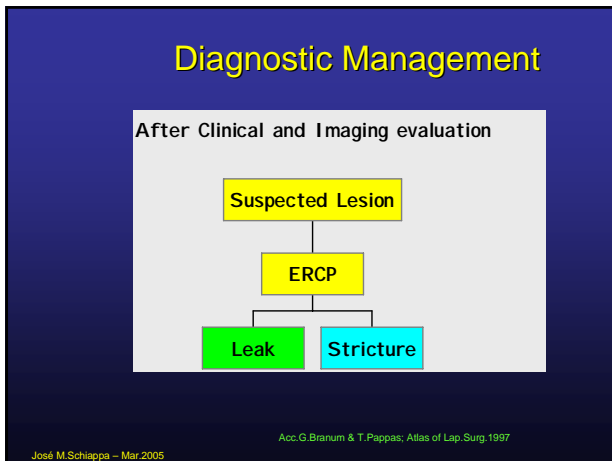 Diagnostic Management
After Clinical and Imaging evaluation
Suspected Lesion
ERCP
Leak
Stricture
Acc.G.Branum & T.Pappas; Atlas of Lap.Surg.1997
José M.Schiappa – Mar.2005